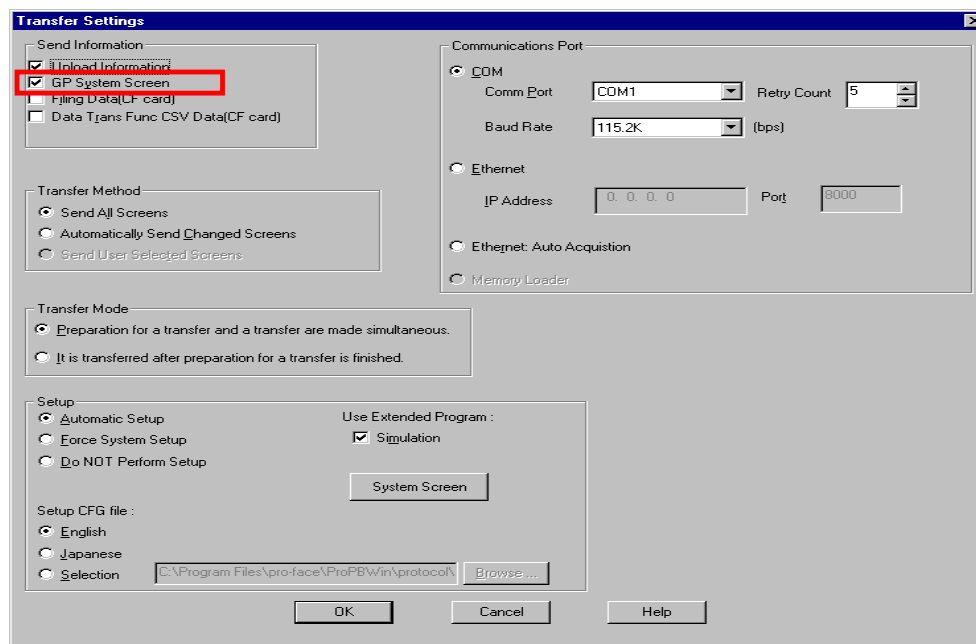 Transfer Settings
Send Information
Upload Information
GP System Screen
Filing Data(CF card)
Data Trans Func CSV Data(CF card)
Transfer Method
Send All Screens
Automatically Send Changed Screens
Send User Selected Screens
Communications Port
COM
Comm Port COM1 Retry Count 5
Baud Rate 115.2K (bps)
Ethernet
IP Address 0. 0. 0. 0 Port 8000
Ethernet: Auto Acquistion
Memory Loader
Transfer Mode
Preparation for a transfer and a transfer are made simultaneous.
It is transferred after preparation for a transfer is finished.
Setup
Automatic Setup
Force System Setup
Do NOT Perform Setup
Use Extended Program :
Simulation
System Screen
Setup CFG file :
English
Japanese
Selection C:\Program Files\pro-face\ProPBWin\protocol\ Browse ...
OK Cancel Help